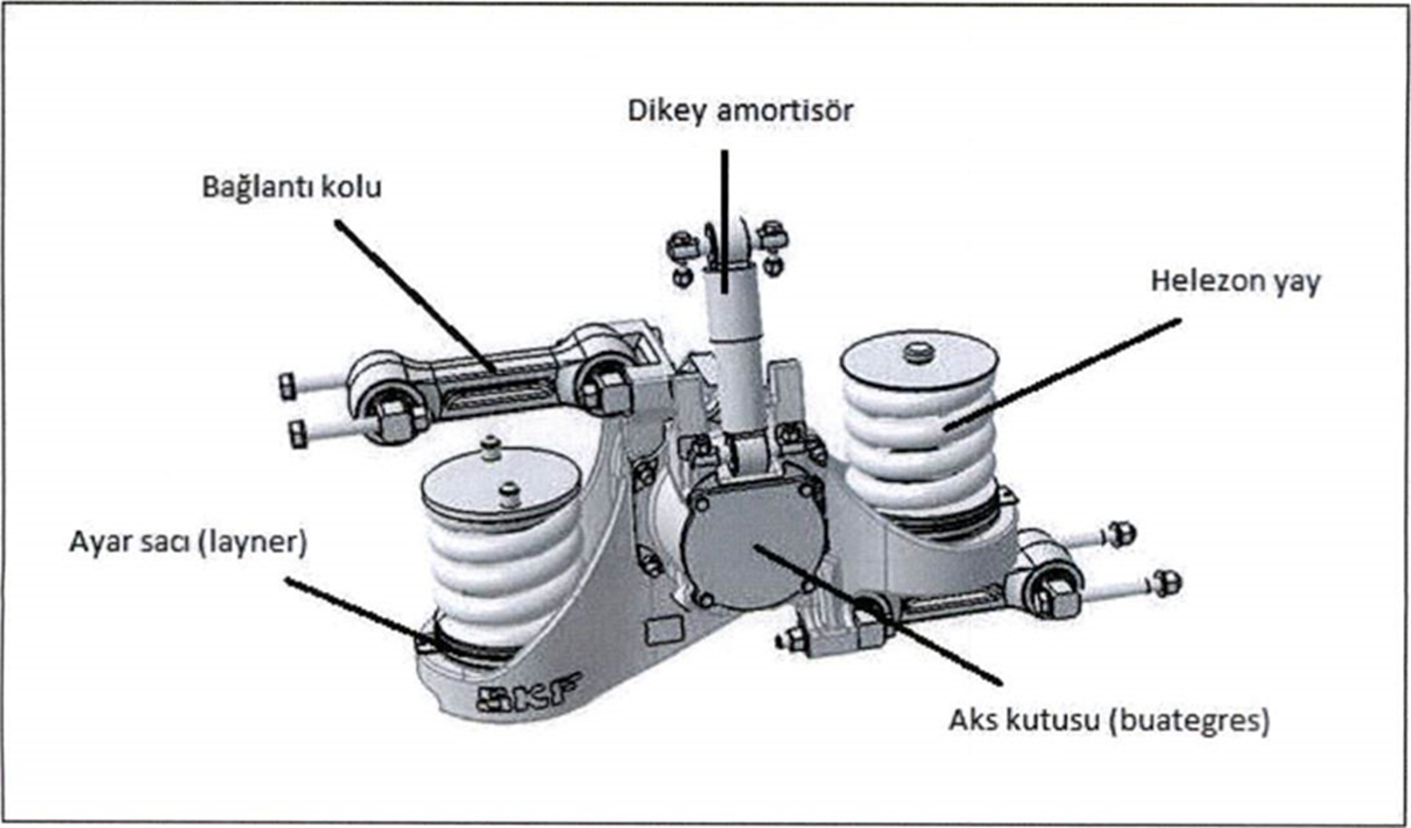 Dikey amortisör
Bağlantı kolu
Helezon yay
Ayar sacı (layner)
SKF
Aks kutusu (buategres)